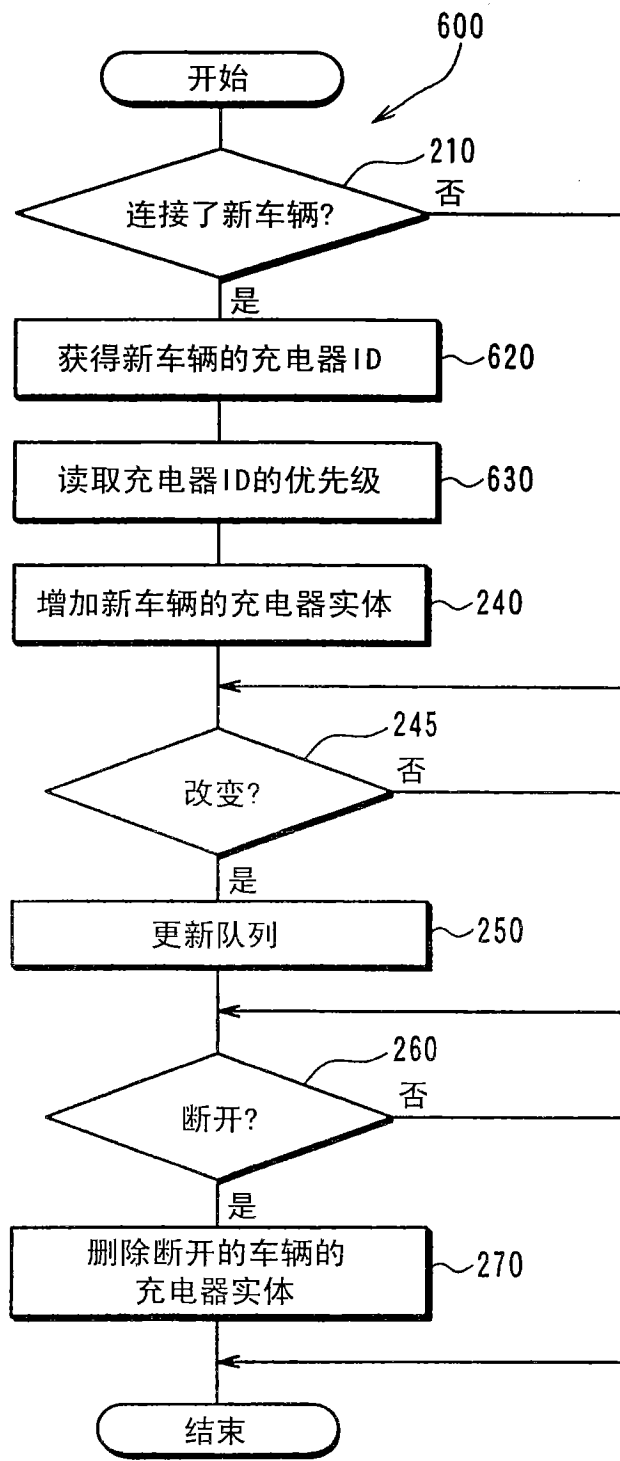 600
开始
210
连接了新车辆?
否
是
获得新车辆的充电器ID
620
读取充电器ID的优先级
630
增加新车辆的充电器实体
240
245
改变?
否
是
更新队列
250
260
断开?
否
是
删除断开的车辆的
充电器实体
270
结束